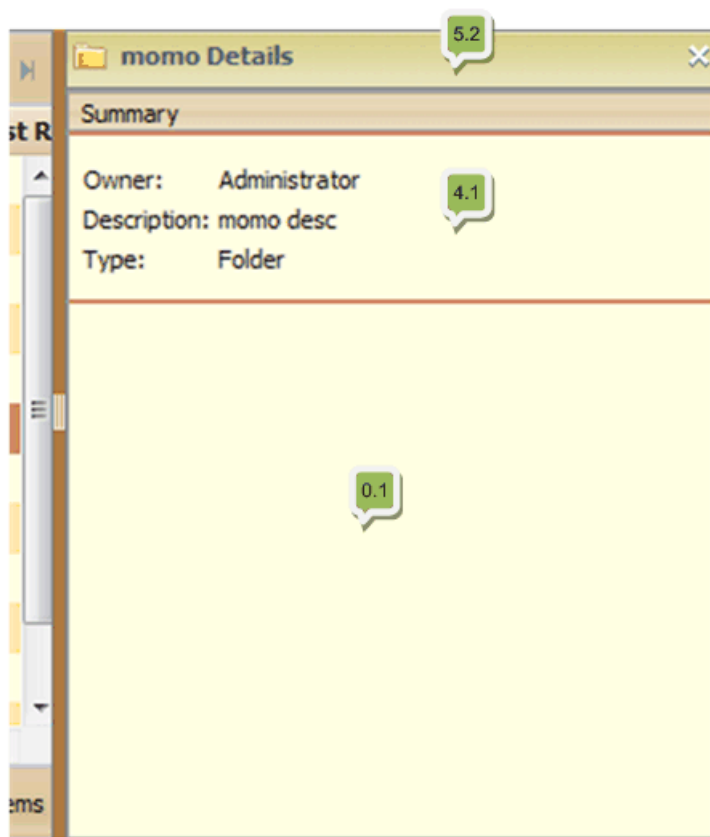 5.2
momo Details
st R
Summary
Owner: Administrator
4.1
Description: momo desc
Type: Folder
0.1
ems